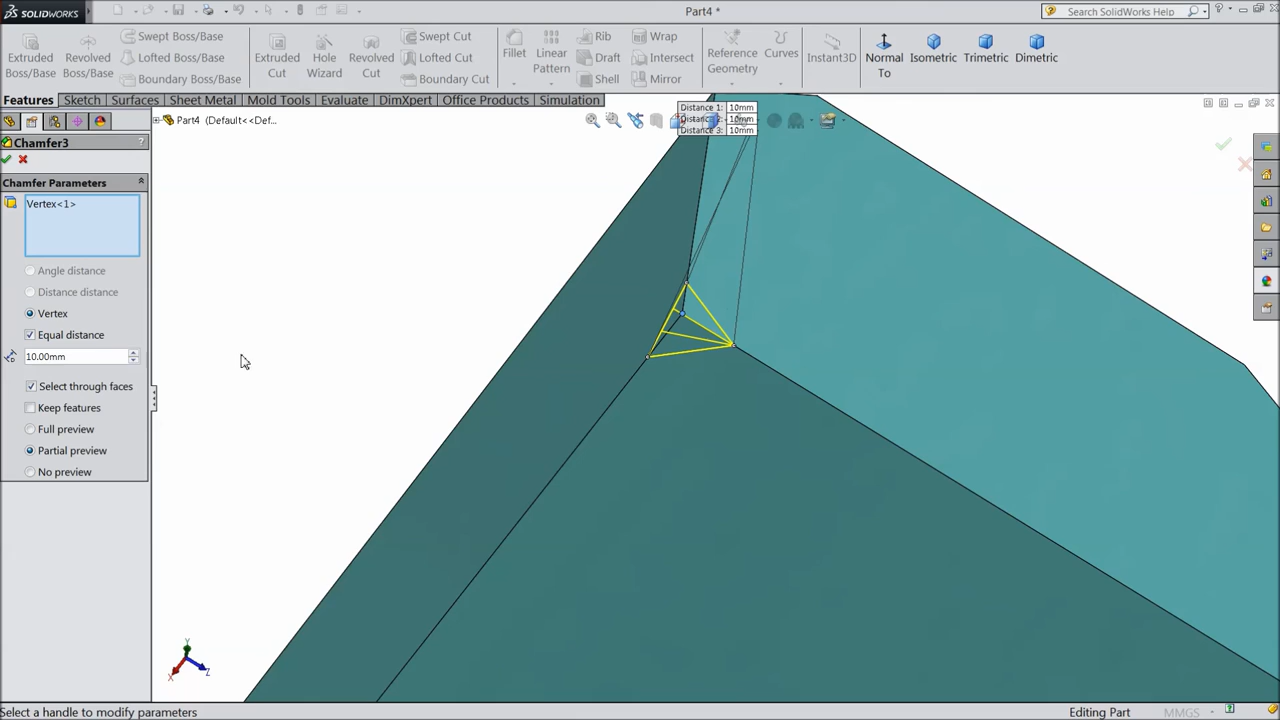 SOLIDWORKS
Part4 *
Search SolidWorks Help
Extruded Boss/Base
Revolved Boss/Base
Swept Boss/Base
Lofted Boss/Base
Boundary Boss/Base
Extruded Cut
Hole Wizard
Revolved Cut
Swept Cut
Lofted Cut
Boundary Cut
Fillet
Linear Pattern
Rib
Draft
Shell
Wrap
Intersect
Mirror
Reference Geometry
Curves
Instant3D
Normal To
Isometric
Trimetric
Dimetric
Features
Sketch
Surfaces
Sheet Metal
Mold Tools
Evaluate
DimXpert
Office Products
Simulation
Part4 (Default<<Def...
Distance 1: 10mm
Distance 2: 10mm
Distance 3: 10mm
Chamfer3
?
Chamfer Parameters
Vertex<1>
Angle distance
Distance distance
Vertex
Equal distance
10.00mm
Select through faces
Keep features
Full preview
Partial preview
No preview
Y
X
Z
Select a handle to modify parameters
Editing Part
MMGS